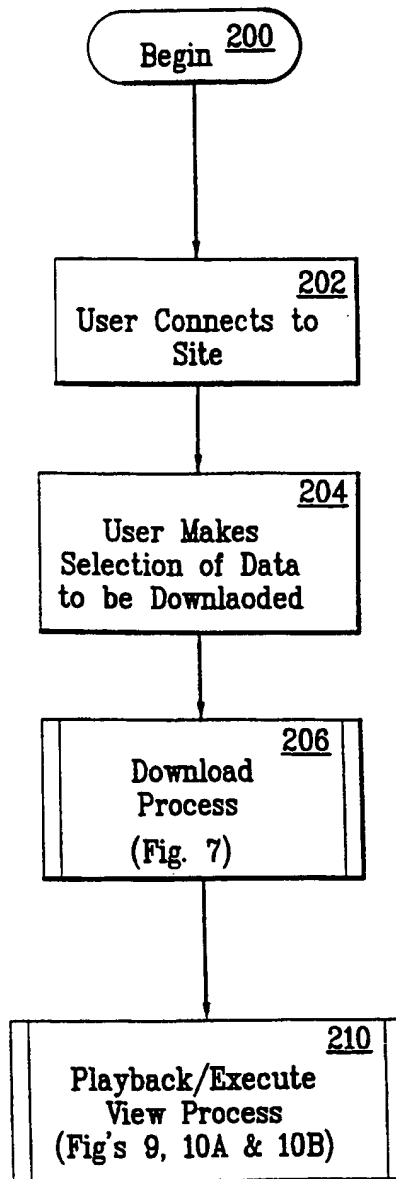 Begin 200
202
User Connects to
Site
204
User Makes
Selection of Data
to be Downlaoded
206
Download
Process
(Fig. 7)
210
Playback/Execute
View Process
(Fig's 9, 10A & 10B)